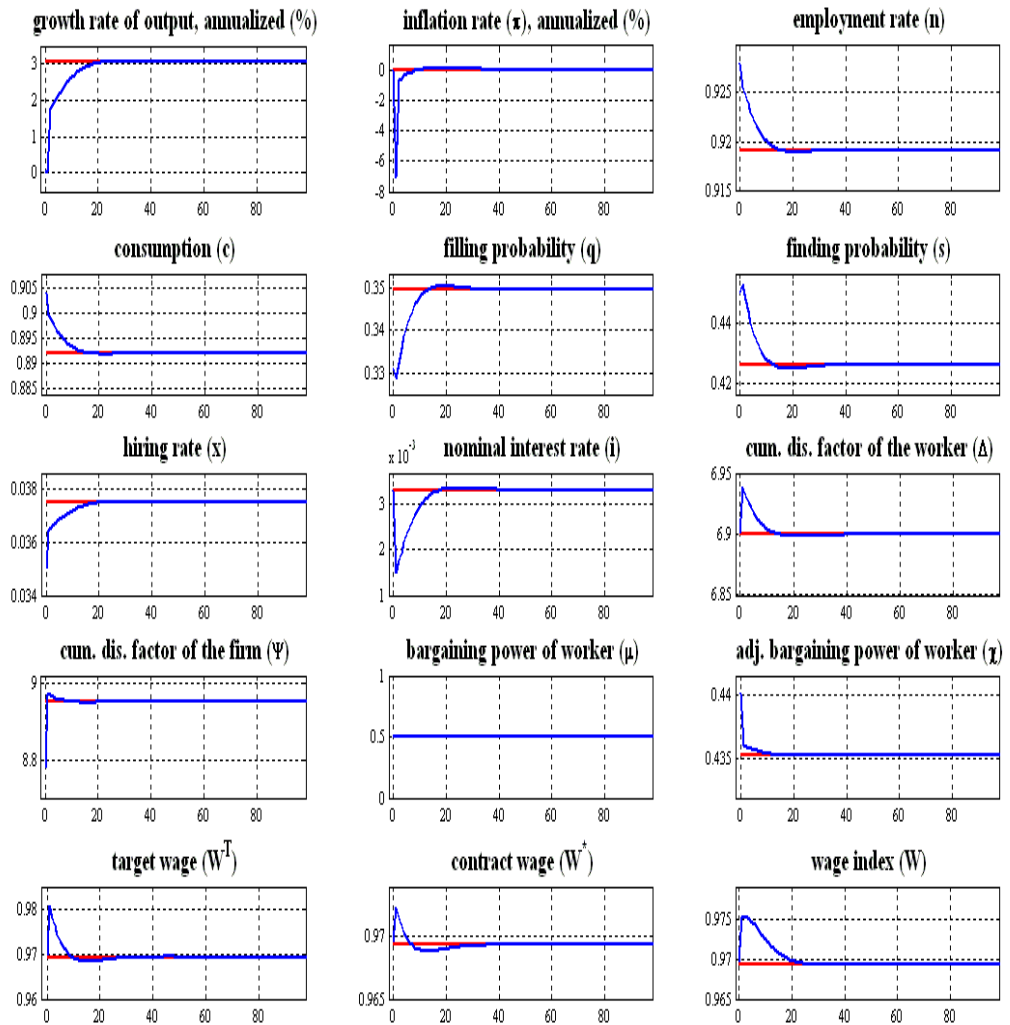 growth rate of output, annualized (%)
inflation rate (π), annualized (%)
employment rate (n)
3
2
1
0
0 20 40 60 80
0
-2
-4
-6
-8
0 20 40 60 80
0.925
0.92
0.915
0 20 40 60 80
consumption (c)
filling probability (q)
finding probability (s)
0.905
0.9
0.895
0.89
0.885
0 20 40 60 80
0.35
0.34
0.33
0 20 40 60 80
0.44
0.42
0 20 40 60 80
hiring rate (x)
nominal interest rate (i)
cum. dis. factor of the worker (Δ)
0.038
0.036
0.034
0 20 40 60 80
x 10⁻³
3
2
1
0 20 40 60 80
6.95
6.9
6.85
0 20 40 60 80
cum. dis. factor of the firm (Ψ)
bargaining power of worker (μ)
adj. bargaining power of worker (χ)
9
8.8
0 20 40 60 80
1
0.5
0
0 20 40 60 80
0.44
0.435
0 20 40 60 80
target wage (Wᵀ)
contract wage (W*)
wage index (W)
0.98
0.97
0.96
0 20 40 60 80
0.97
0.965
0 20 40 60 80
0.975
0.97
0.965
0 20 40 60 80